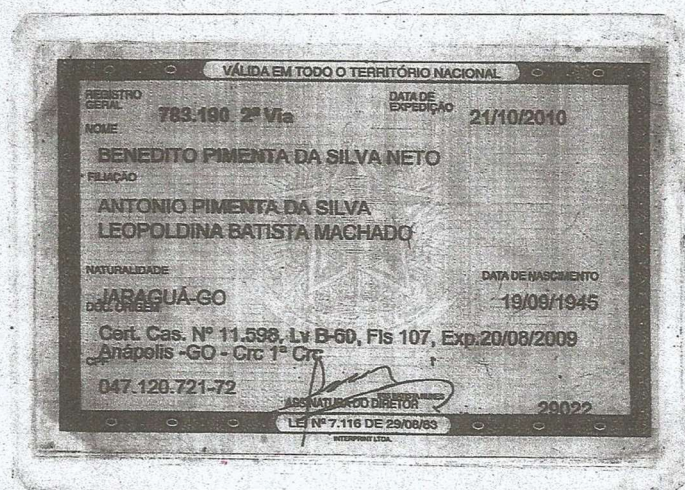 VÁLIDA EM TODO O TERRITÓRIO NACIONAL
REGISTRO GERAL 783.190 2ª Via DATA DE EXPEDIÇÃO 21/10/2010
NOME
BENEDITO PIMENTA DA SILVA NETO
FILIAÇÃO
ANTONIO PIMENTA DA SILVA
LEOPOLDINA BATISTA MACHADO
NATURALIDADE DATA DE NASCIMENTO
JARAGUÁ-GO 19/09/1945
DOC. ORIGEM
Cert. Cas. Nº 11.598, Lv B-60, Fls 107, Exp.20/08/2009
Anápolis -GO - Crc 1ª Crc
CPF
047.120.721-72
ASSINATURA DO DIRETOR 29022
LEI Nº 7.116 DE 29/08/83
INTERPRINT LTDA.